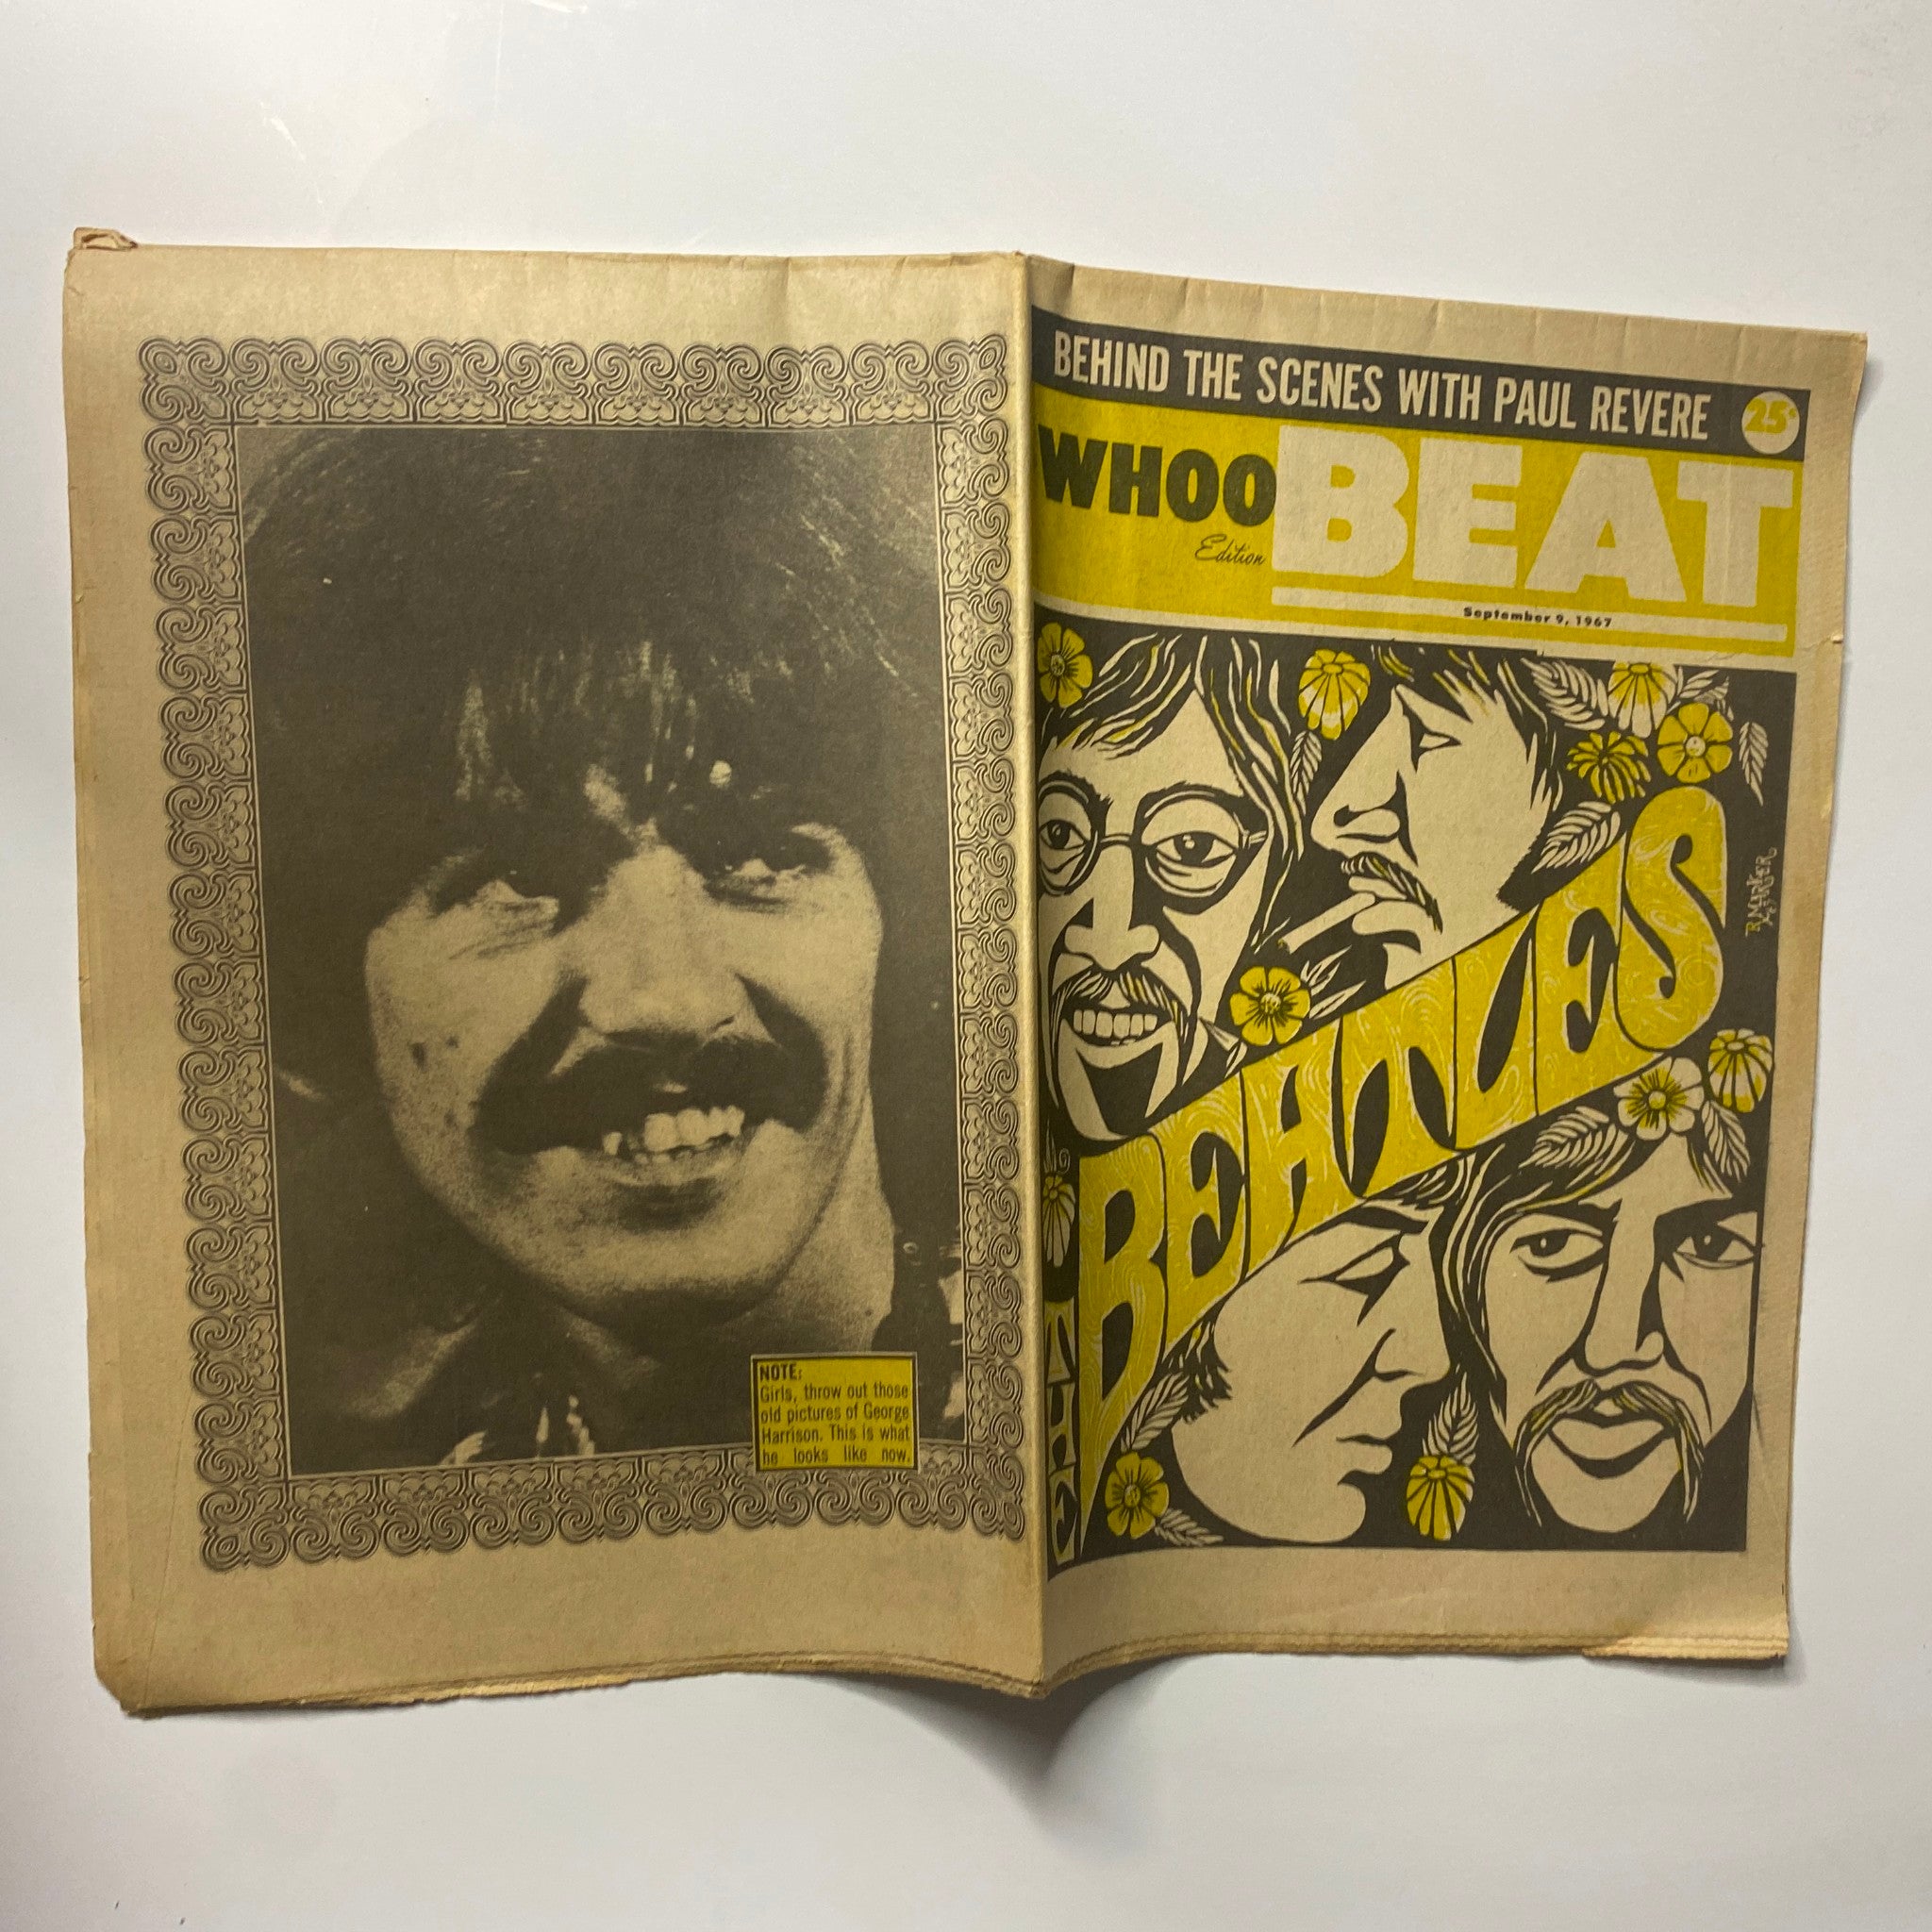 NOTE:
Girls, throw out those
old pictures of George
Harrison. This is what
he looks like now.
BEHIND THE SCENES WITH PAUL REVERE
25¢
WHOO BEAT
Edition
September 9, 1967
THE
BEATLES